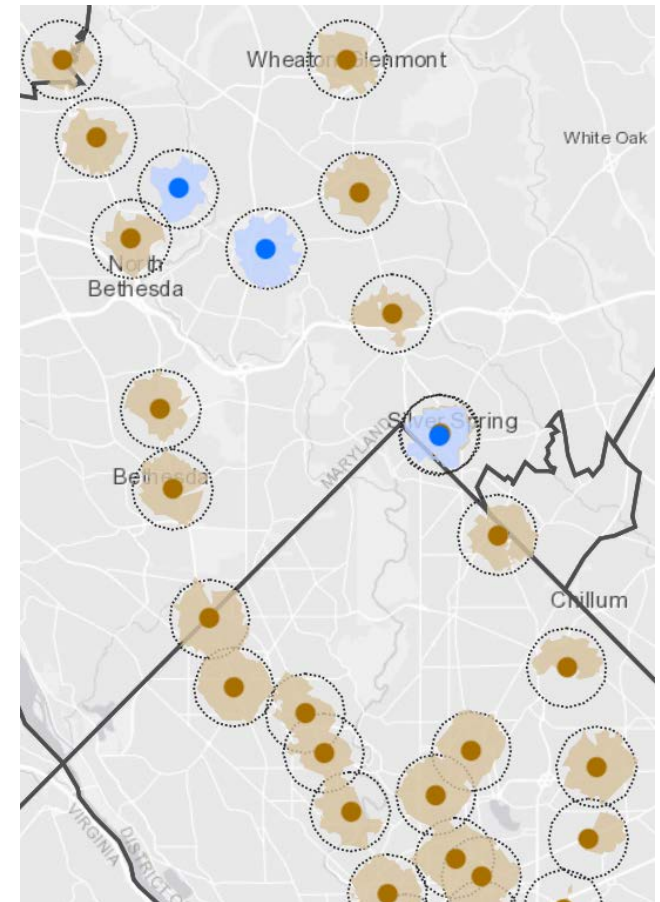 Wheaton-Glenmont
White Oak
North
Bethesda
Silver Spring
MARYLAND
Bethesda
Chillum
VIRGINIA
DISTRICT